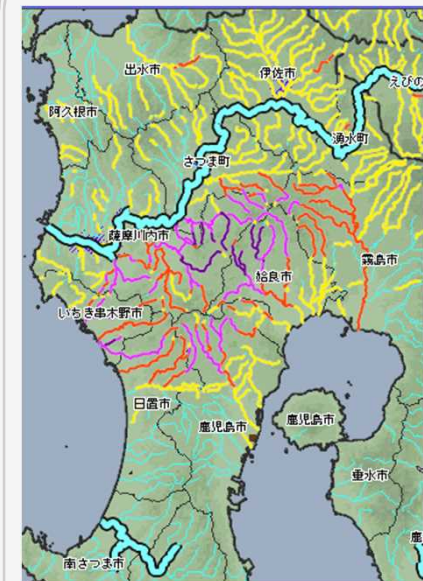 出水市
伊佐市
えびの
阿久根市
湧水町
さつま町
薩摩川内市
霧島市
姶良市
いちき串木野市
日置市
鹿児島市
鹿児島市
垂水市
鹿
南さつま市